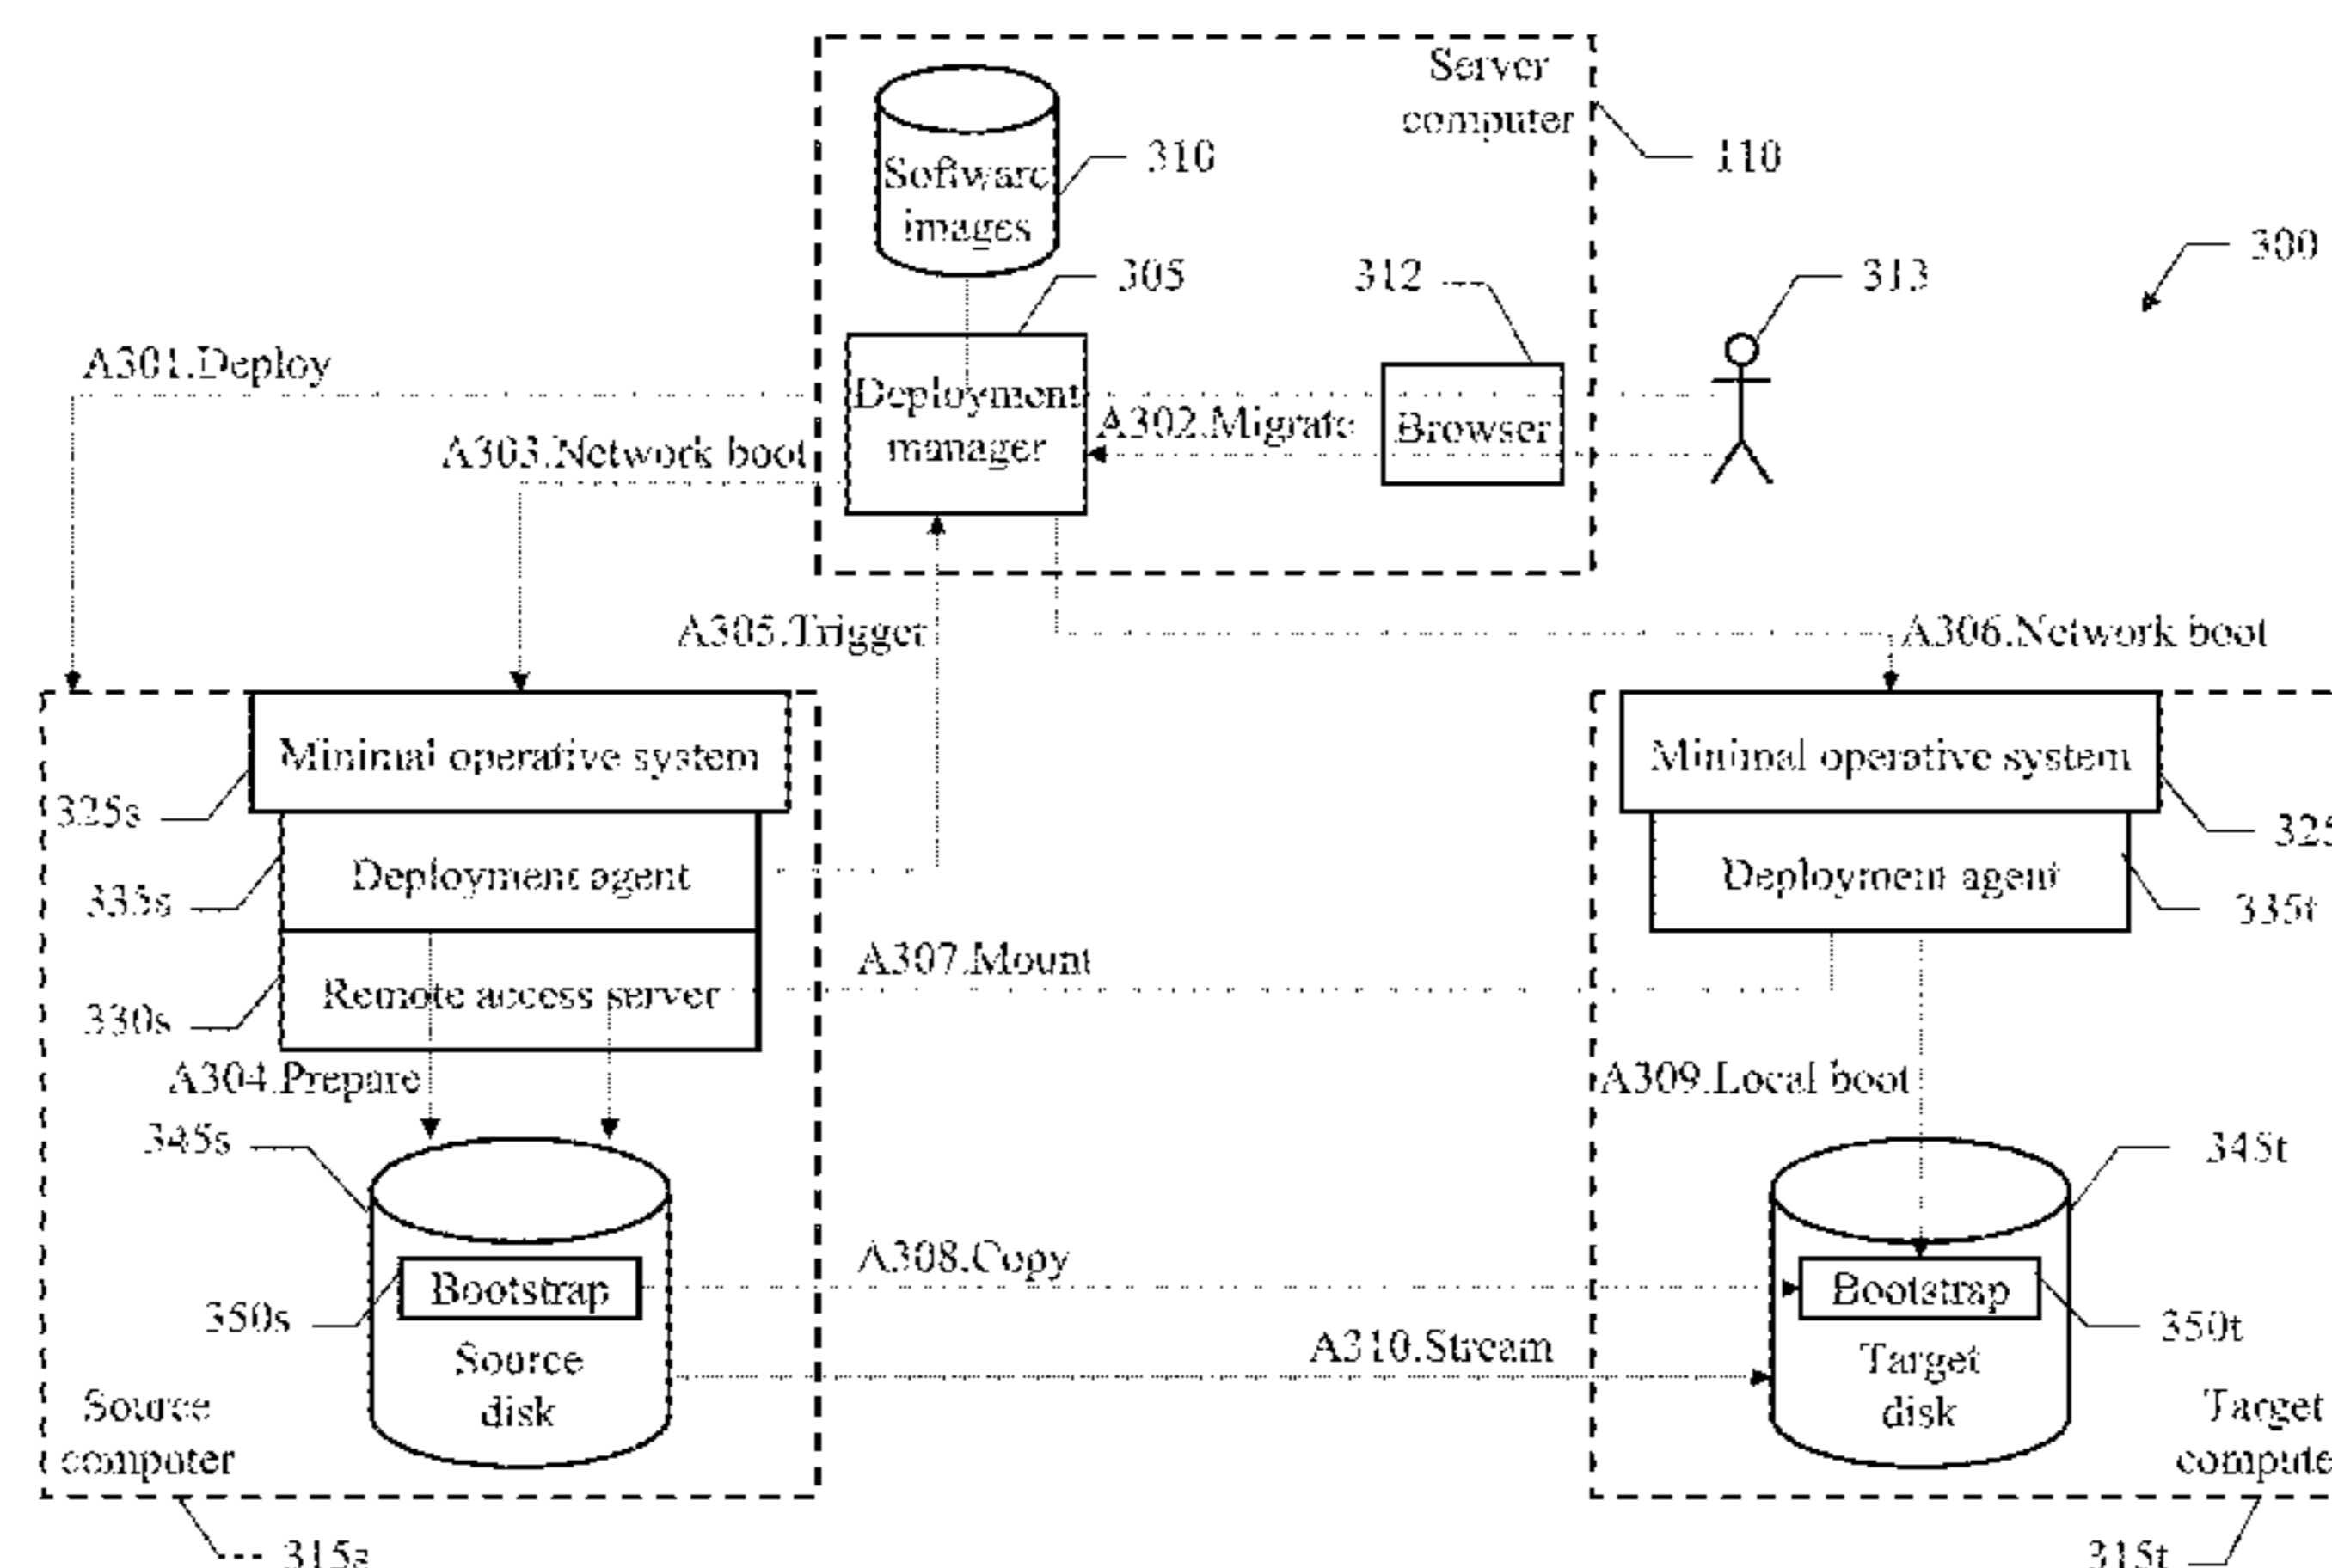 Server
computer
110
Software
images
310
300
305
312
313
A301.Deploy
Deployment
manager
A302.Migrate
Browser
A303.Network boot
A305.Trigger
A306.Network boot
Minimal operative system
325s
Deployment agent
335s
Remote access server
330s
Minimal operative system
325
Deployment agent
335t
A307.Mount
A304.Prepare
A309.Local boot
345s
345t
A308.Copy
Bootstrap
350s
Bootstrap
350t
A310.Stream
Source
disk
Target
disk
Source
computer
Target
compute
315s
315t